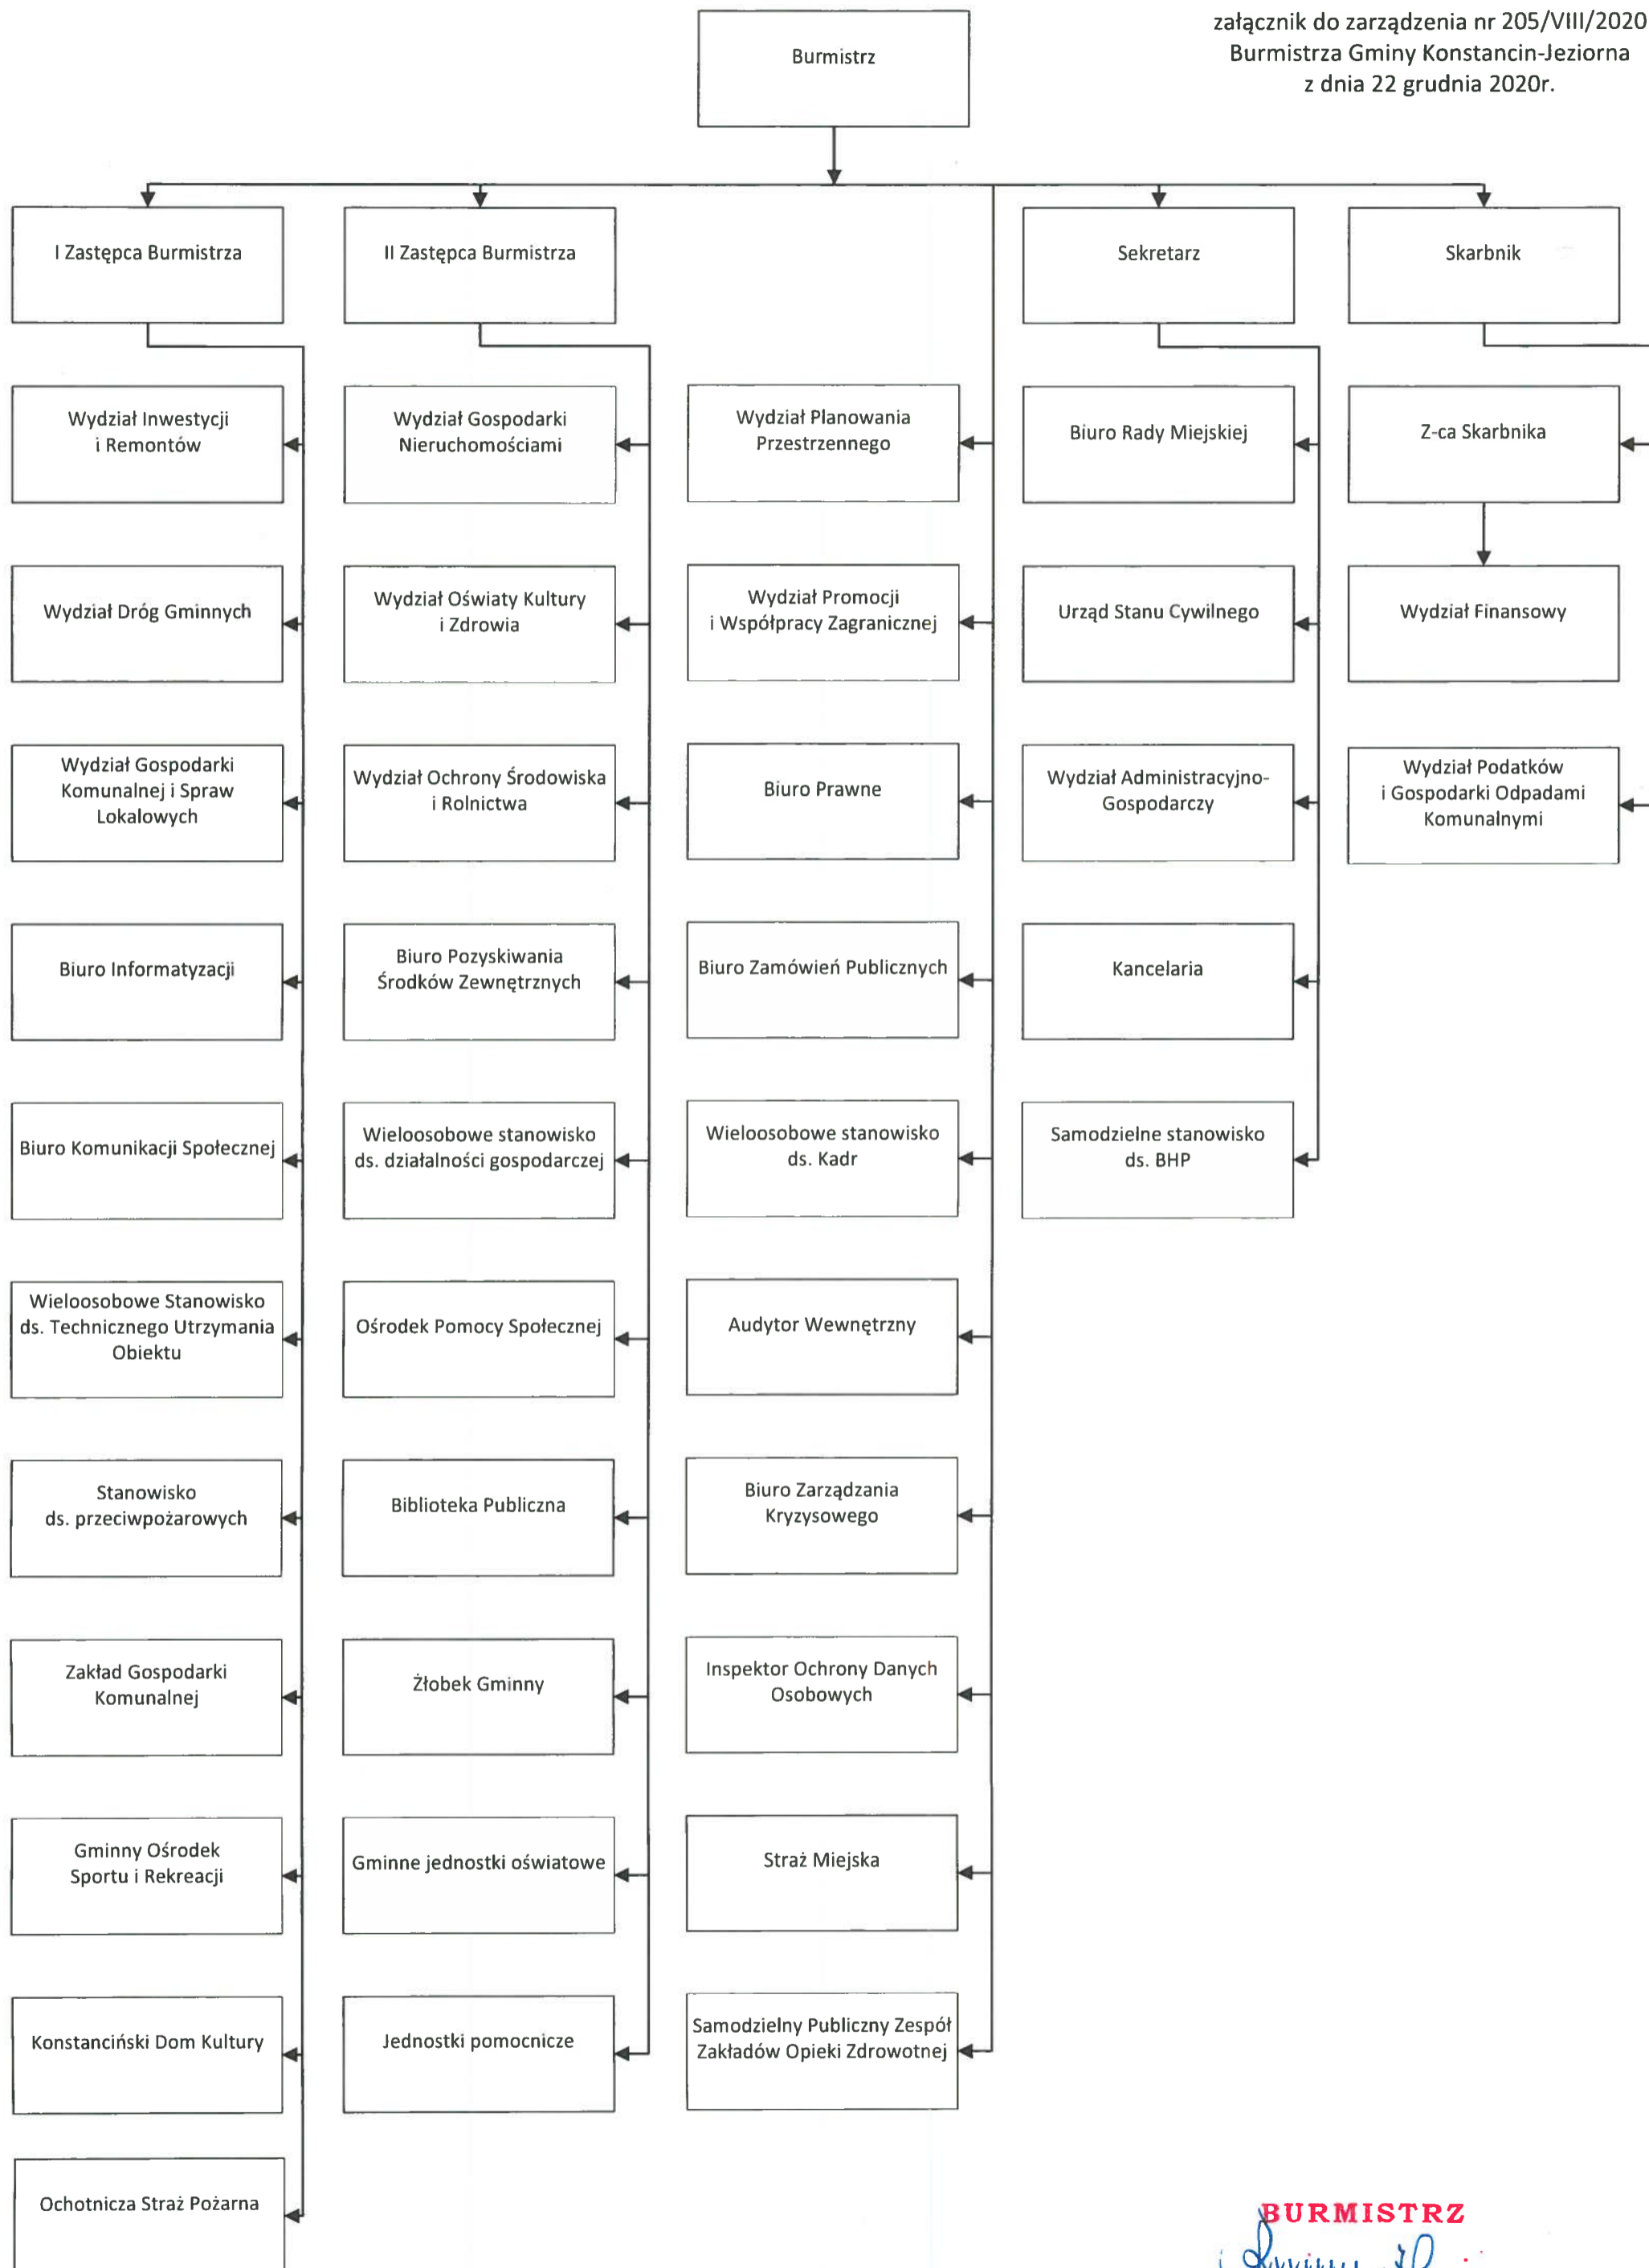 załącznik do zarządzenia nr 205/VIII/2020
Burmistrza Gminy Konstancin-Jeziorna
z dnia 22 grudnia 2020r.
Burmistrz
I Zastępca Burmistrza
II Zastępca Burmistrza
Sekretarz
Skarbnik
Wydział Inwestycji
i Remontów
Wydział Gospodarki
Nieruchomościami
Wydział Planowania
Przestrzennego
Biuro Rady Miejskiej
Z-ca Skarbnika
Wydział Dróg Gminnych
Wydział Oświaty Kultury
i Zdrowia
Wydział Promocji
i Współpracy Zagranicznej
Urząd Stanu Cywilnego
Wydział Finansowy
Wydział Gospodarki
Komunalnej i Spraw
Lokalowych
Wydział Ochrony Środowiska
i Rolnictwa
Biuro Prawne
Wydział Administracyjno-
Gospodarczy
Wydział Podatków
i Gospodarki Odpadami
Komunalnymi
Biuro Informatyzacji
Biuro Pozyskiwania
Środków Zewnętrznych
Biuro Zamówień Publicznych
Kancelaria
Biuro Komunikacji Społecznej
Wieloosobowe stanowisko
ds. działalności gospodarczej
Wieloosobowe stanowisko
ds. Kadr
Samodzielne stanowisko
ds. BHP
Wieloosobowe Stanowisko
ds. Technicznego Utrzymania
Obiektu
Ośrodek Pomocy Społecznej
Audytor Wewnętrzny
Stanowisko
ds. przeciwpożarowych
Biblioteka Publiczna
Biuro Zarządzania
Kryzysowego
Zakład Gospodarki
Komunalnej
Żłobek Gminny
Inspektor Ochrony Danych
Osobowych
Gminny Ośrodek
Sportu i Rekreacji
Gminne jednostki oświatowe
Straż Miejska
Konstanciński Dom Kultury
Jednostki pomocnicze
Samodzielny Publiczny Zespół
Zakładów Opieki Zdrowotnej
Ochotnicza Straż Pożarna
BURMISTRZ